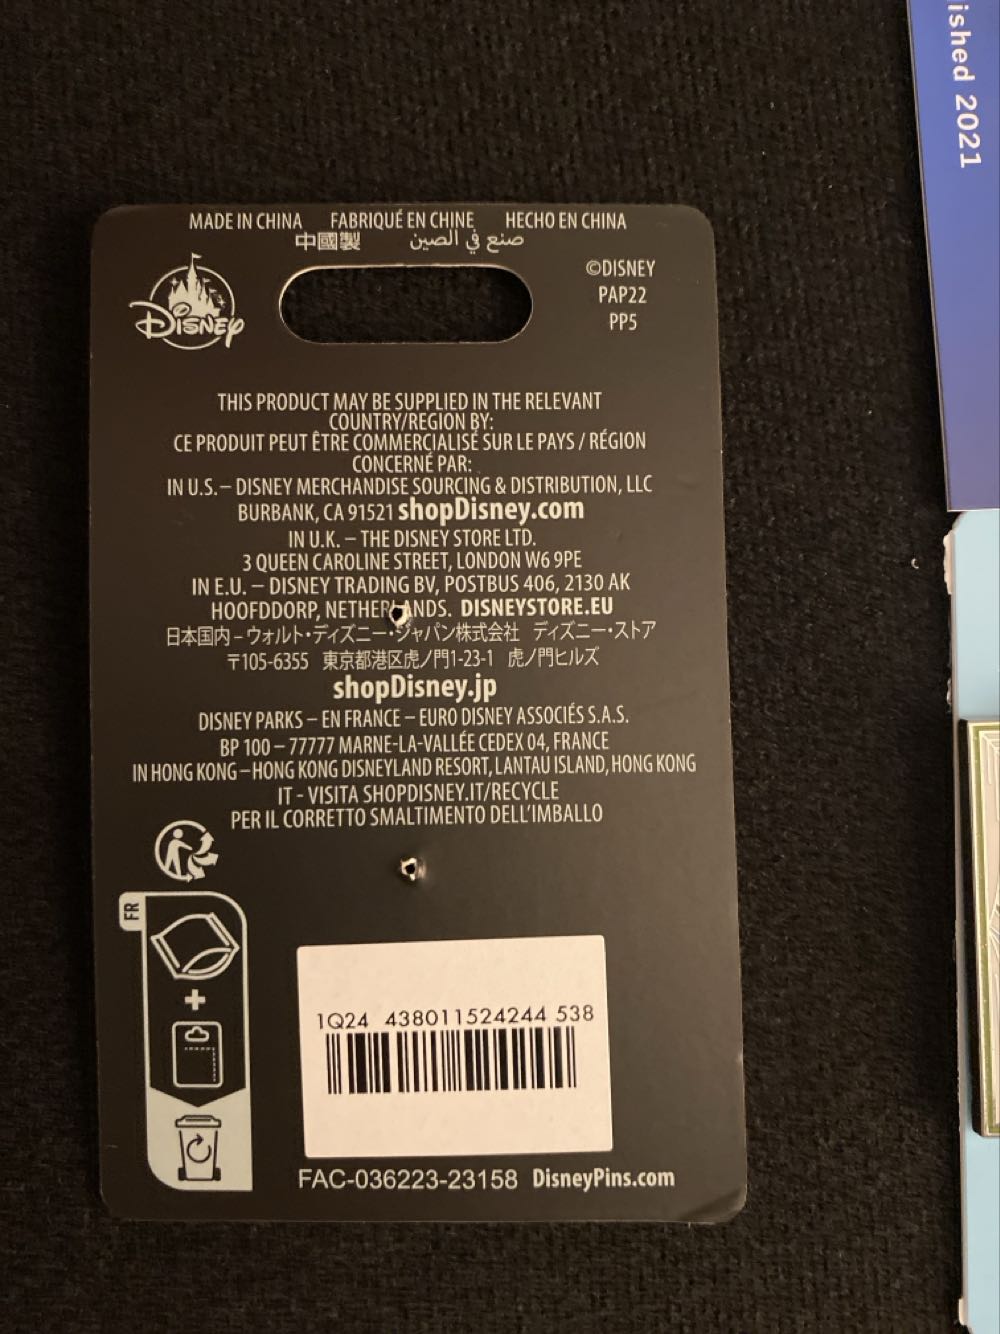 ished 2021
MADE IN CHINA FABRIQUÉ EN CHINE HECHO EN CHINA
中國製 صنع في الصين
©DISNEY
PAP22
PP5
DISNEY
THIS PRODUCT MAY BE SUPPLIED IN THE RELEVANT
COUNTRY/REGION BY:
CE PRODUIT PEUT ÊTRE COMMERCIALISÉ SUR LE PAYS / RÉGION
CONCERNÉ PAR:
IN U.S. – DISNEY MERCHANDISE SOURCING & DISTRIBUTION, LLC
BURBANK, CA 91521 shopDisney.com
IN U.K. – THE DISNEY STORE LTD.
3 QUEEN CAROLINE STREET, LONDON W6 9PE
IN E.U. – DISNEY TRADING BV, POSTBUS 406, 2130 AK
HOOFDDORP, NETHERLANDS. DISNEYSTORE.EU
日本国内 – ウォルト・ディズニー・ジャパン株式会社 ディズニー・ストア
〒105-6355 東京都港区虎ノ門1-23-1 虎ノ門ヒルズ
shopDisney.jp
DISNEY PARKS – EN FRANCE – EURO DISNEY ASSOCIÉS S.A.S.
BP 100 – 77777 MARNE-LA-VALLÉE CEDEX 04, FRANCE
IN HONG KONG – HONG KONG DISNEYLAND RESORT, LANTAU ISLAND, HONG KONG
IT - VISITA SHOPDISNEY.IT/RECYCLE
PER IL CORRETTO SMALTIMENTO DELL'IMBALLO
FR
1Q24 438011524244 538
FAC-036223-23158 DisneyPins.com